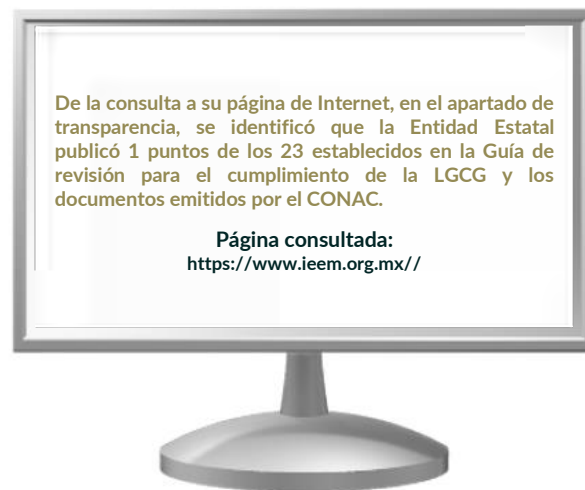 De la consulta a su página de Internet, en el apartado de
transparencia, se identificó que la Entidad Estatal
publicó 1 puntos de los 23 establecidos en la Guía de
revisión para el cumplimiento de la LGCG y los
documentos emitidos por el CONAC.
Página consultada:
https://www.ieem.org.mx//